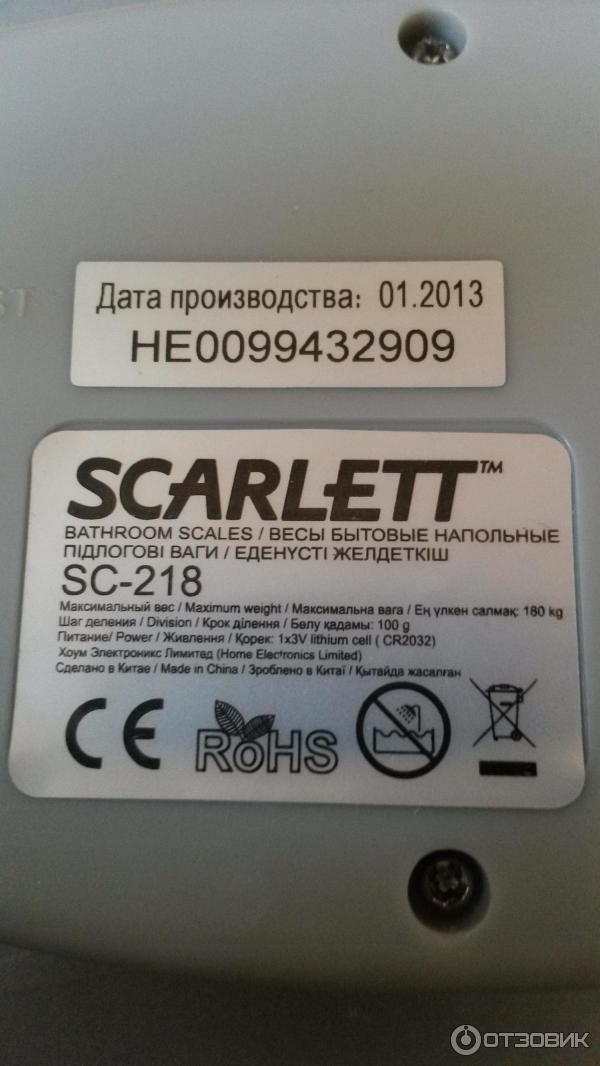 ST
Дата производства: 01.2013
HE0099432909
SCARLETT™
BATHROOM SCALES / ВЕСЫ БЫТОВЫЕ НАПОЛЬНЫЕ
ПІДЛОГОВІ ВАГИ / ЕДЕНҮСТІ ЖЕЛДЕТКІШ
SC-218
Максимальный вес / Maximum weight / Максимальна вага / Ең үлкен салмақ: 180 kg
Шаг деления / Division / Крок ділення / Бөлу қадамы: 100 g
Питание/ Power / Живлення / Қорек: 1x3V lithium cell ( CR2032)
Хоум Электроникс Лимитед (Home Electronics Limited)
Сделано в Китае / Made in China / Зроблено в Китаї / Қытайда жасалған
CE RoHS
ОТЗОВИК